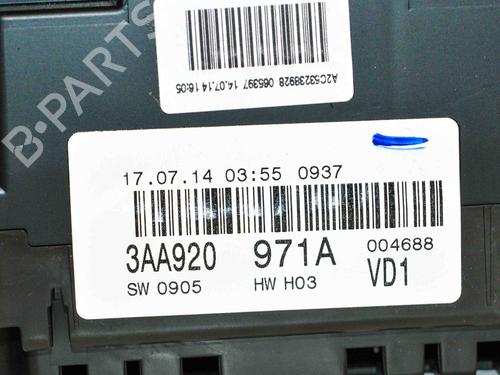 B-PARTS
A2C53238928 065397 14.07.14 16:05
17.07.14 03:55 0937
3AA920 971A 004688
SW 0905 HW H03 VD1